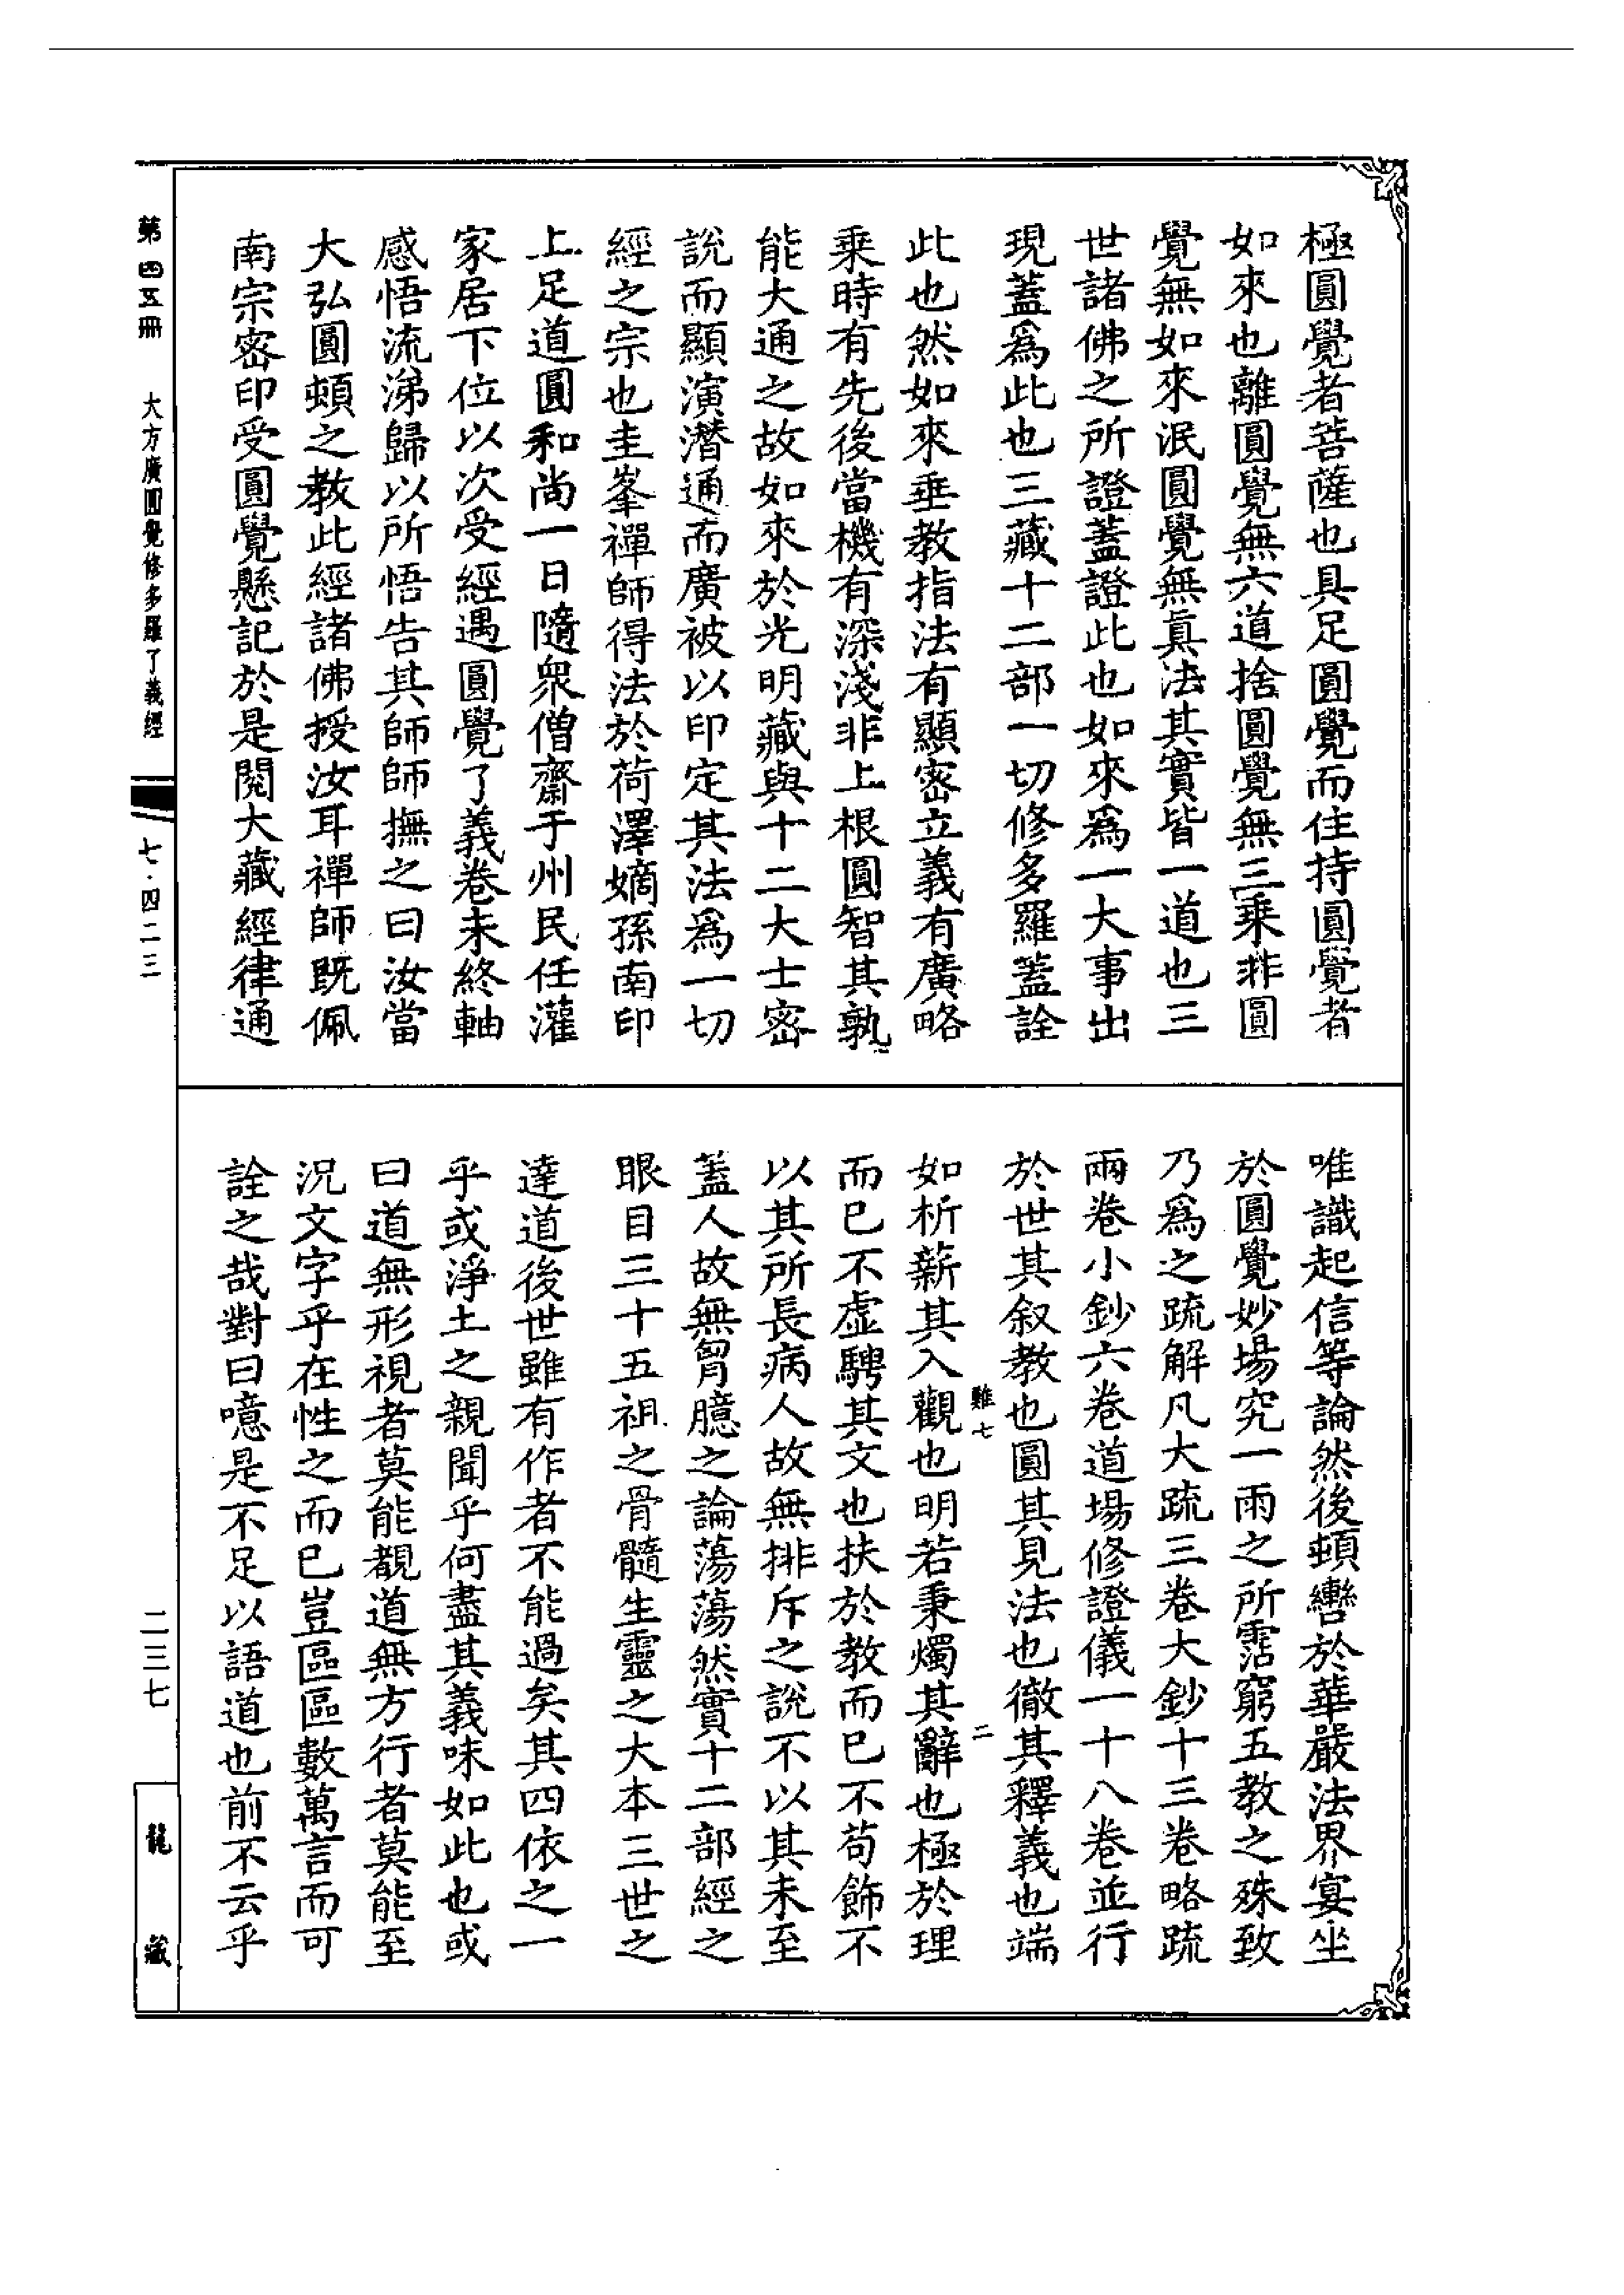 極圓覺者菩薩也具足圓覺而住持圓覺者
如來也離圓覺無六道捨圓覺無三乘非圓
覺無如來泯圓覺無真法其實皆一道也三
世諸佛之所證蓋證此也如來為一大事出
現蓋為此也三藏十二部一切修多羅蓋詮
此也然如來垂教指法有顯密立義有廣略
乘時有先後當機有深淺非上根圓智其孰
能大通之故如來於光明藏與十二大士密
說而顯演潛通而廣被以印定其法為一切
經之宗也圭峯禪師得法於荷澤嫡孫南印
上足道圓和尚一日隨眾僧齋于州民任灌
家居下位以次受經遇圓覺了義卷未終軸
感悟流涕歸以所悟告其師師撫之曰汝當
大弘圓頓之教此經諸佛授汝耳禪師既佩
南宗密印受圓覺懸記於是閱大藏經律通
唯識起信等論然後頓轡於華嚴法界宴坐
於圓覺妙場究一雨之所霑窮五教之殊致
乃為之疏解凡大疏三卷大鈔十三卷略疏
兩卷小鈔六卷道場修證儀一十八卷並行
於世其叙教也圓其見法也徹其釋義也端
如析薪其入觀也明若秉燭其辭也極於理
而已不虛騁其文也扶於教而已不苟飾不
以其所長病人故無排斥之說不以其未至
蓋人故無胷臆之論蕩蕩然實十二部經之
眼目三十五祖之骨髓生靈之大本三世之
達道後世雖有作者不能過矣其四依之一
乎或淨土之親聞乎何盡其義味如此也或
曰道無形視者莫能覩道無方行者莫能至
況文字乎在性之而已豈區區數萬言而可
詮之哉對曰噫是不足以語道也前不云乎
難七
二
第四五冊
大方廣圓覺修多羅了義經
七·四二三
二三七
龍藏